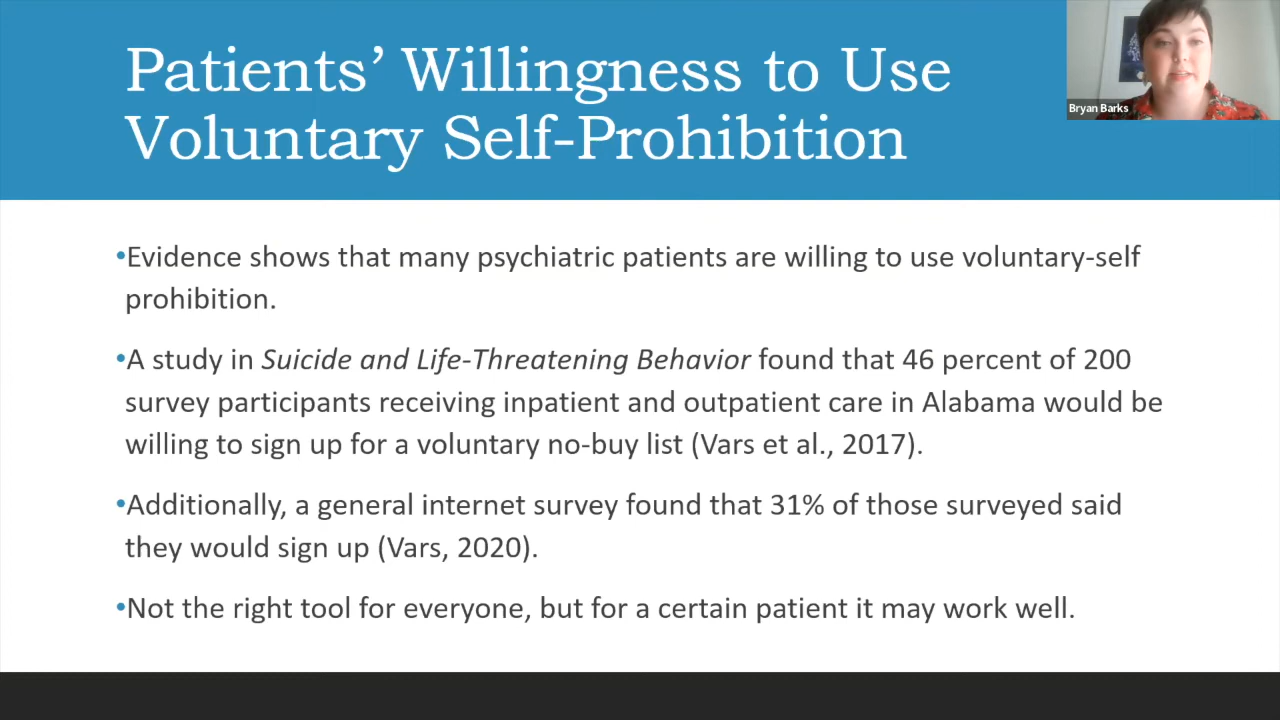 Patients’ Willingness to Use
Voluntary Self-Prohibition
Bryan Barks
•Evidence shows that many psychiatric patients are willing to use voluntary-self
prohibition.
•A study in Suicide and Life-Threatening Behavior found that 46 percent of 200
survey participants receiving inpatient and outpatient care in Alabama would be
willing to sign up for a voluntary no-buy list (Vars et al., 2017).
•Additionally, a general internet survey found that 31% of those surveyed said
they would sign up (Vars, 2020).
•Not the right tool for everyone, but for a certain patient it may work well.